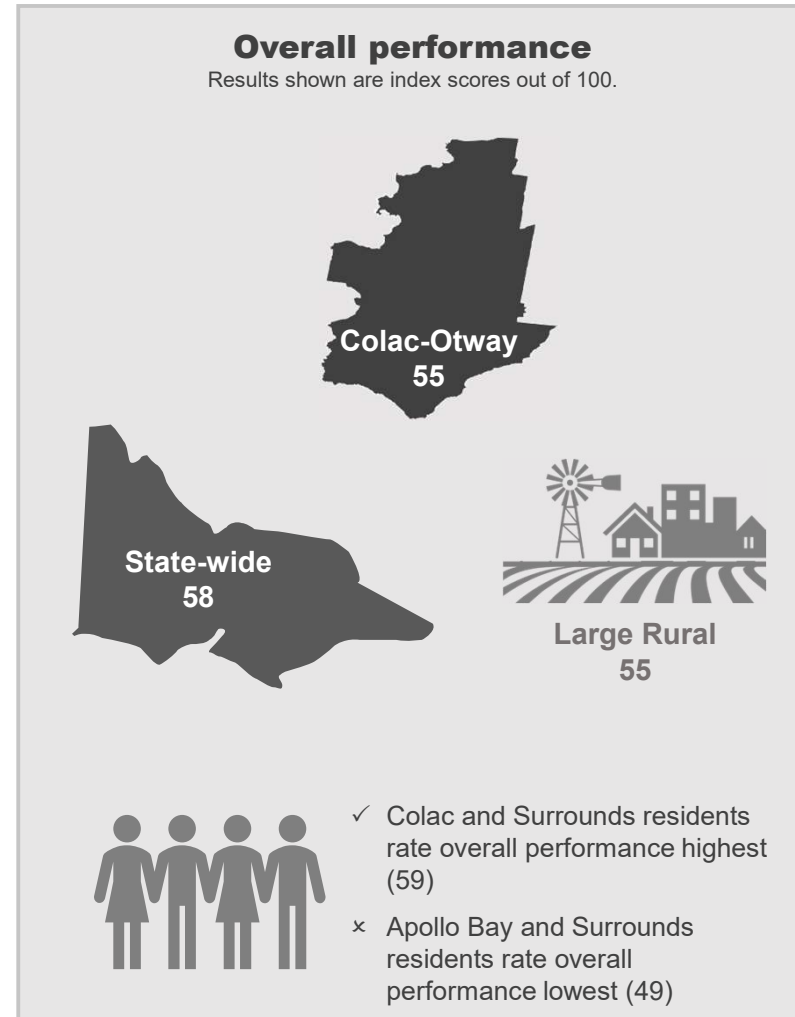 Overall performance
Results shown are index scores out of 100.
Colac-Otway
55
State-wide
58
Large Rural
55
✓ Colac and Surrounds residents
rate overall performance highest
(59)
× Apollo Bay and Surrounds
residents rate overall
performance lowest (49)